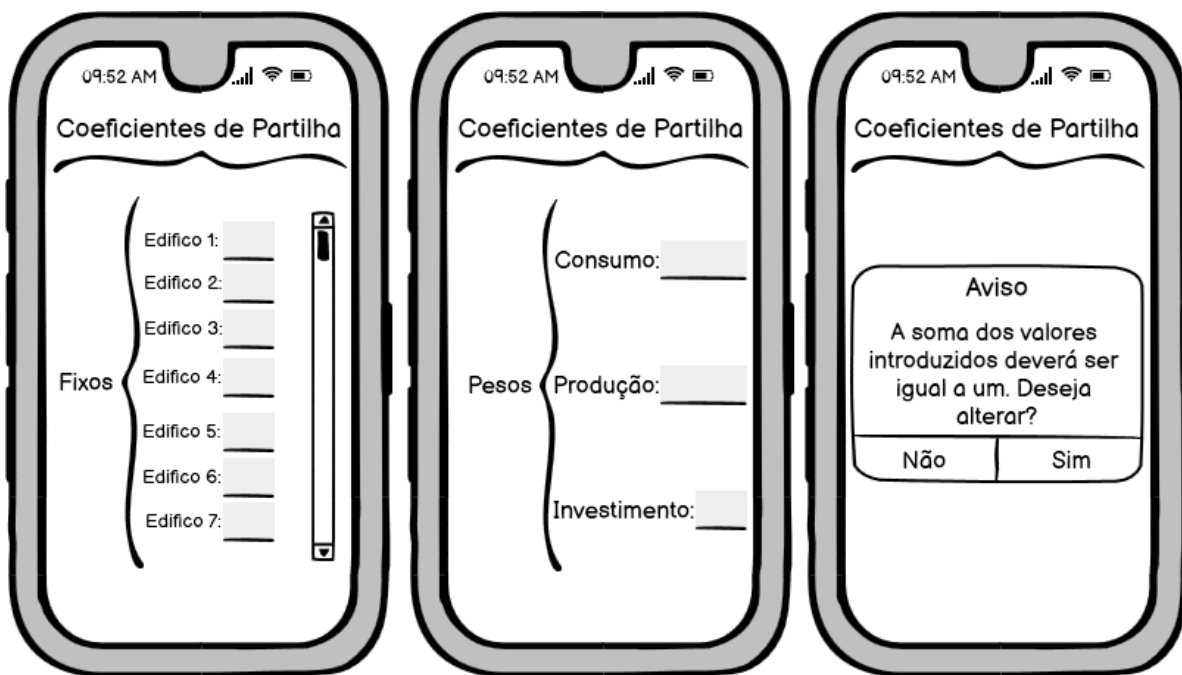 09:52 AM
Coeficientes de Partilha
Fixos
Edifico 1:
Edifico 2:
Edifico 3:
Edifico 4:
Edifico 5:
Edifico 6:
Edifico 7:
09:52 AM
Coeficientes de Partilha
Pesos
Consumo:
Produção:
Investimento:
09:52 AM
Coeficientes de Partilha
Aviso
A soma dos valores
introduzidos deverá ser
igual a um. Deseja
alterar?
Não
Sim